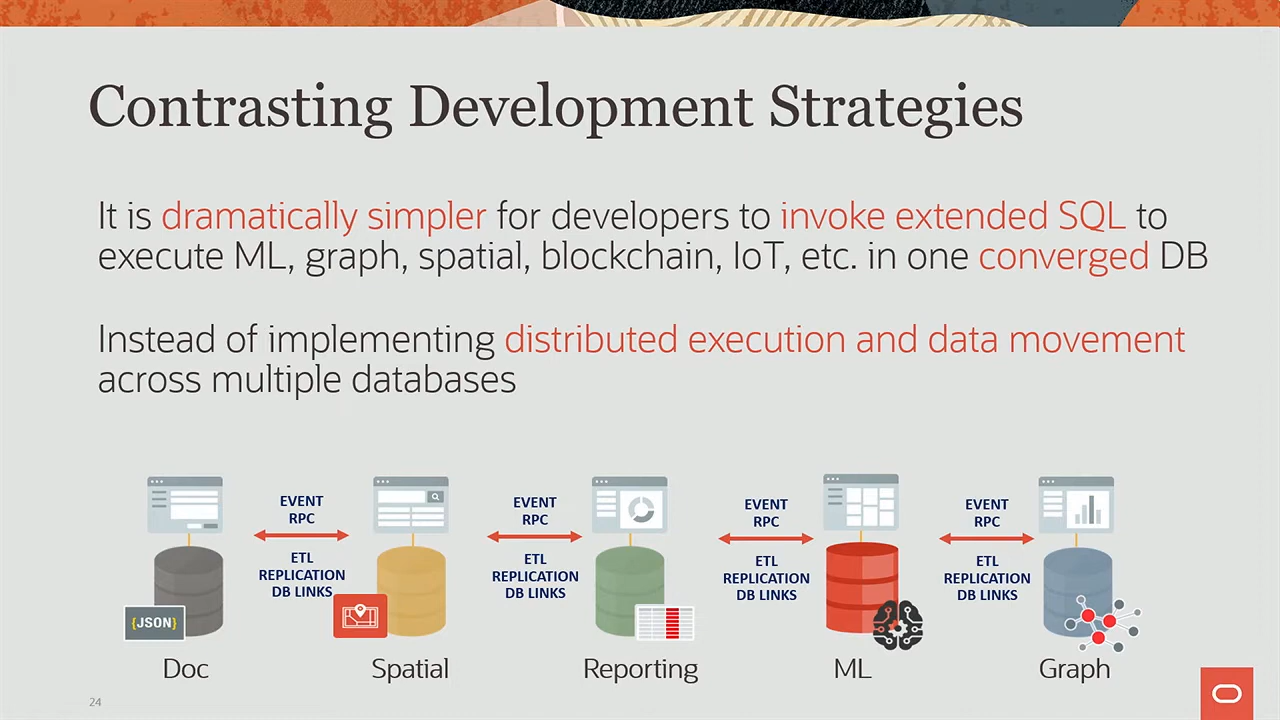 Contrasting Development Strategies
It is dramatically simpler for developers to invoke extended SQL to
execute ML, graph, spatial, blockchain, IoT, etc. in one converged DB
Instead of implementing distributed execution and data movement
across multiple databases
EVENT
RPC
ETL
REPLICATION
DB LINKS
EVENT
RPC
ETL
REPLICATION
DB LINKS
EVENT
RPC
ETL
REPLICATION
DB LINKS
EVENT
RPC
ETL
REPLICATION
DB LINKS
{JSON}
Doc
Spatial
Reporting
ML
Graph
24